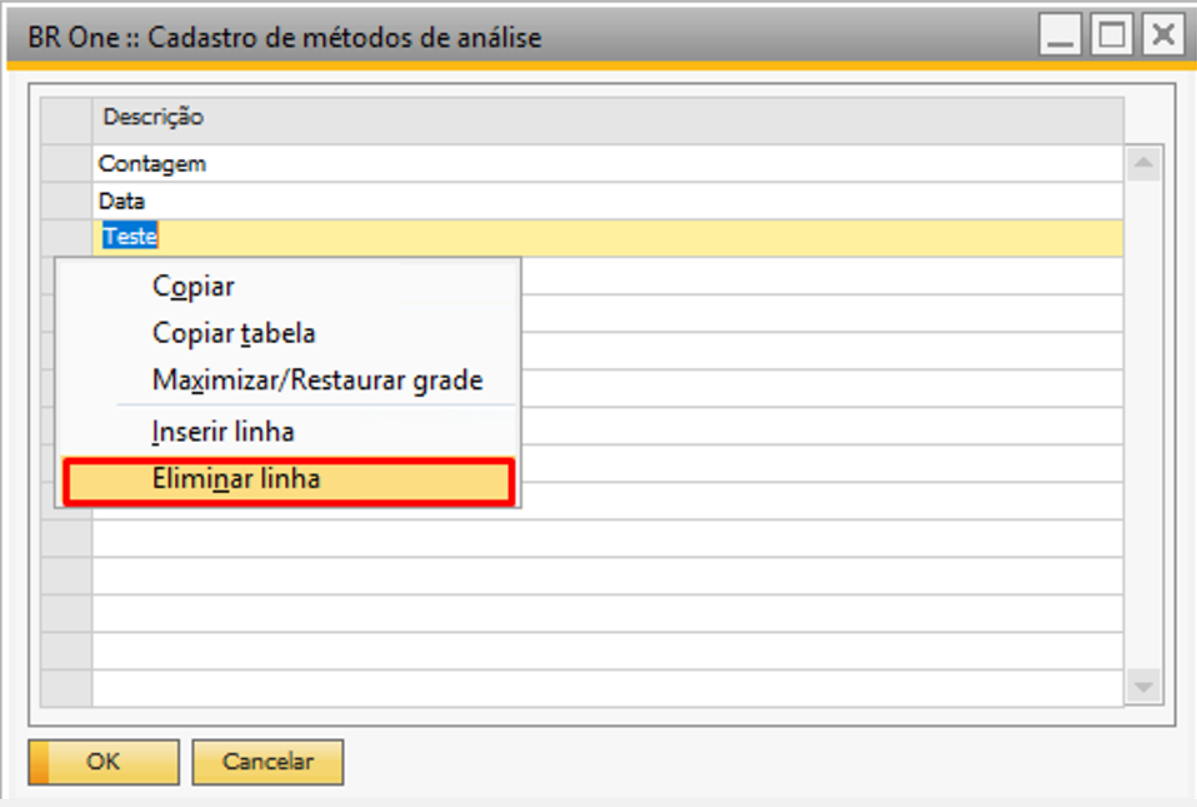 BR One :: Cadastro de métodos de análise
Descrição
Contagem
Data
Teste
Copiar
Copiar tabela
Maximizar/Restaurar grade
Inserir linha
Eliminar linha
OK
Cancelar